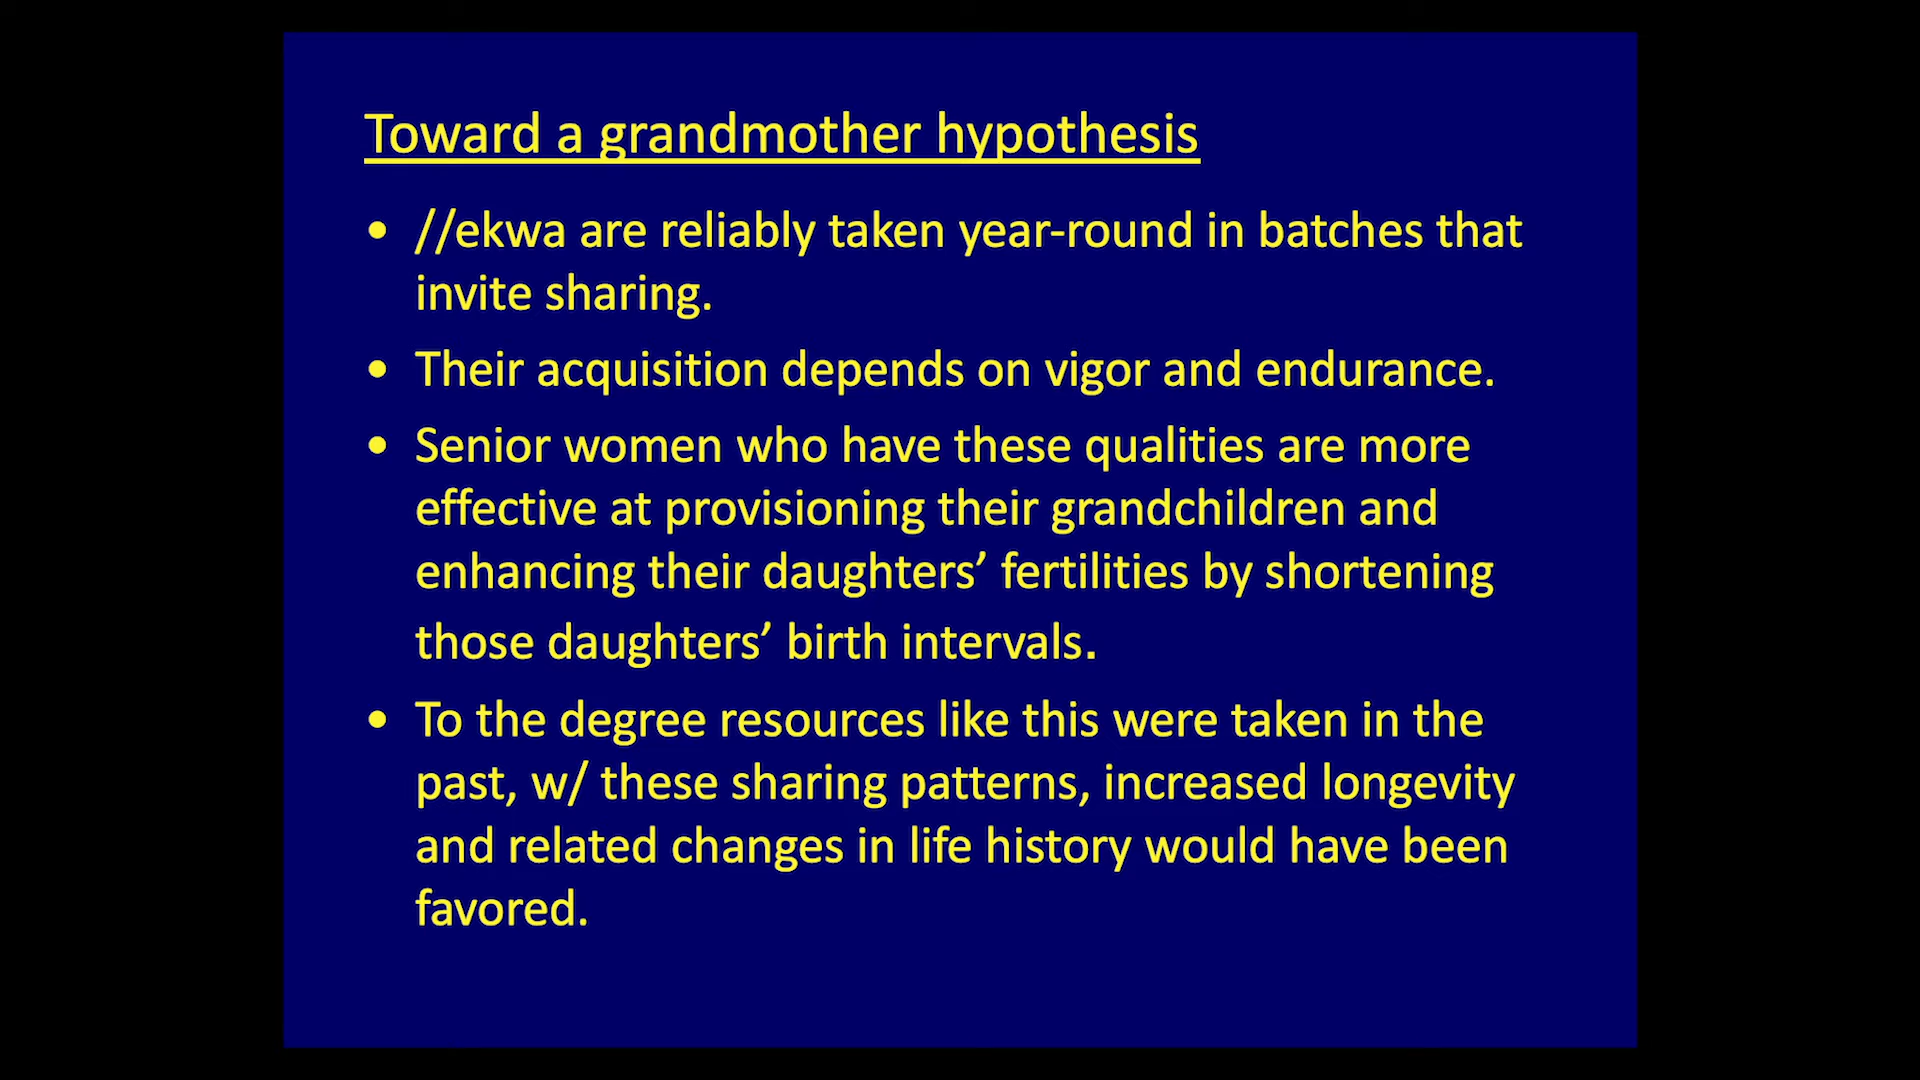 Toward a grandmother hypothesis
• //ekwa are reliably taken year-round in batches that
invite sharing.
• Their acquisition depends on vigor and endurance.
• Senior women who have these qualities are more
effective at provisioning their grandchildren and
enhancing their daughters’ fertilities by shortening
those daughters’ birth intervals.
• To the degree resources like this were taken in the
past, w/ these sharing patterns, increased longevity
and related changes in life history would have been
favored.